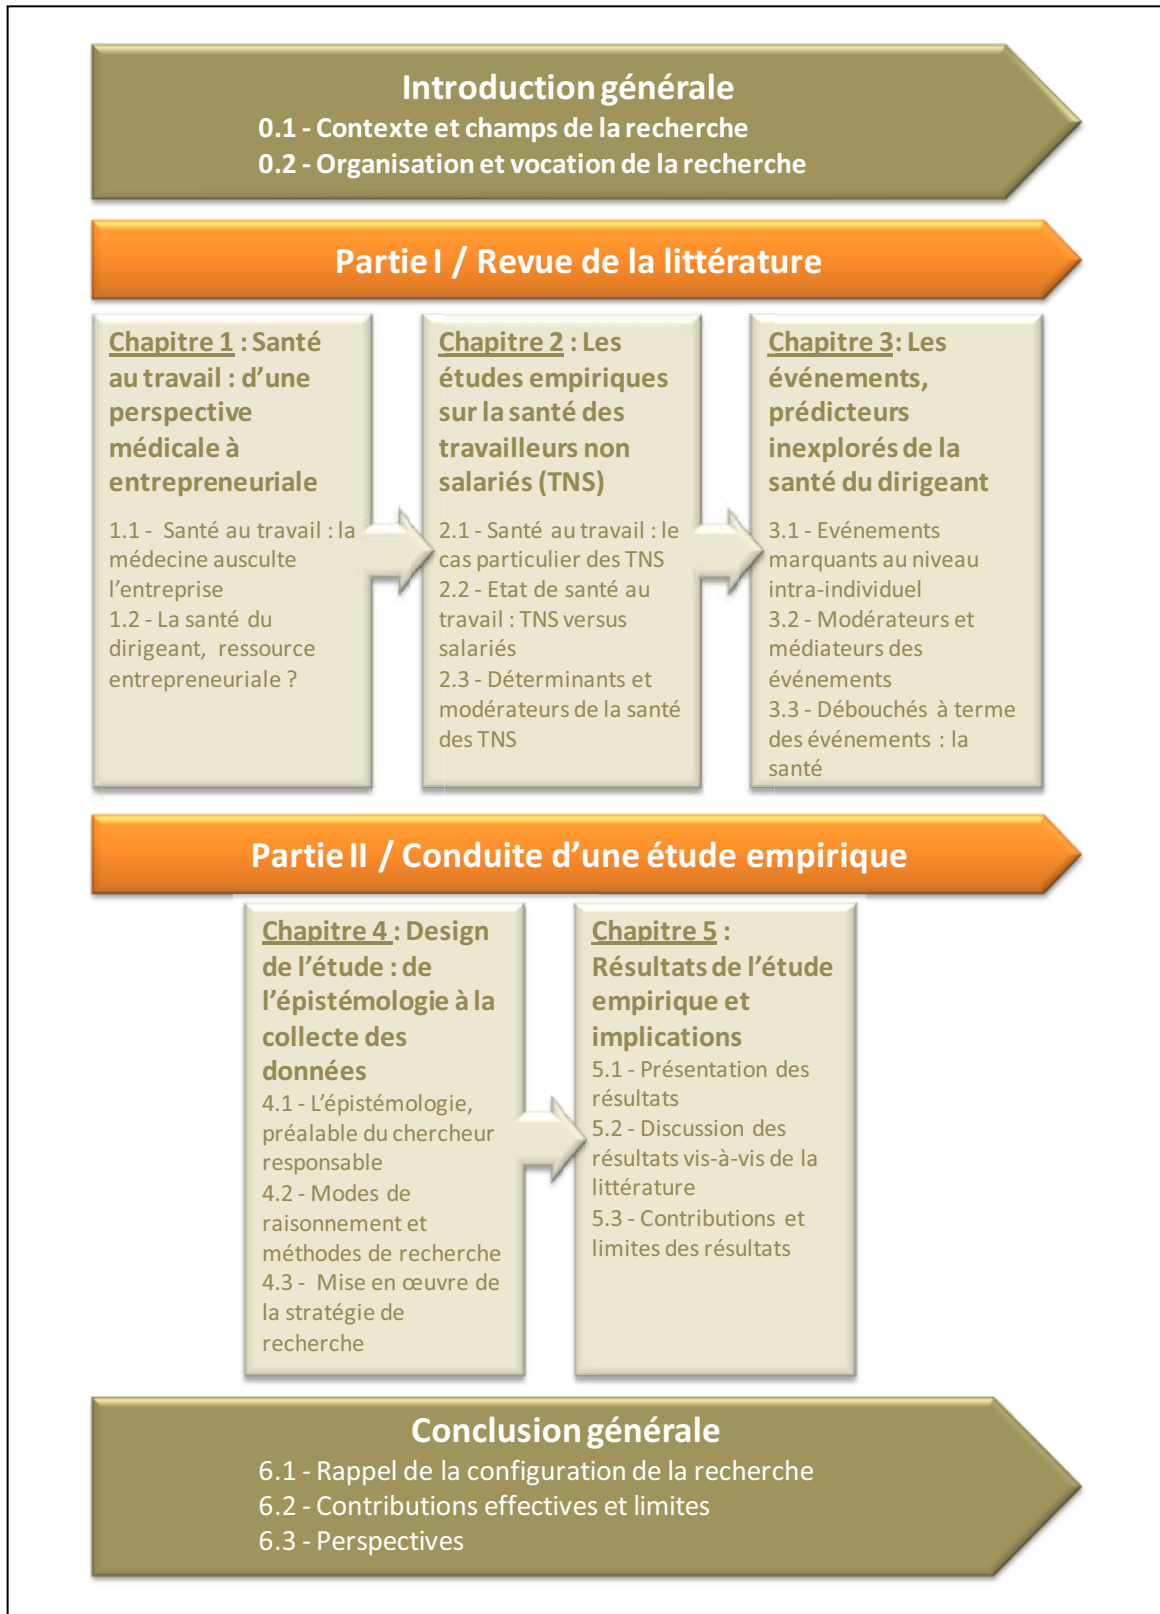 Introduction générale
0.1 - Contexte et champs de la recherche
0.2 - Organisation et vocation de la recherche
Partie I / Revue de la littérature
Chapitre 1 : Santé
au travail : d’une
perspective
médicale à
entrepreneuriale
1.1 - Santé au travail : la
médecine ausculte
l’entreprise
1.2 - La santé du
dirigeant, ressource
entrepreneuriale ?
Chapitre 2 : Les
études empiriques
sur la santé des
travailleurs non
salariés (TNS)
2.1 - Santé au travail : le
cas particulier des TNS
2.2 - Etat de santé au
travail : TNS versus
salariés
2.3 - Déterminants et
modérateurs de la santé
des TNS
Chapitre 3: Les
événements,
prédicteurs
inexplorés de la
santé du dirigeant
3.1 - Evénements
marquants au niveau
intra-individuel
3.2 - Modérateurs et
médiateurs des
événements
3.3 - Débouchés à terme
des événements : la
santé
Partie II / Conduite d’une étude empirique
Chapitre 4 : Design
de l’étude : de
l’épistémologie à la
collecte des
données
4.1 - L’épistémologie,
préalable du chercheur
responsable
4.2 - Modes de
raisonnement et
méthodes de recherche
4.3 - Mise en œuvre de
la stratégie de
recherche
Chapitre 5 :
Résultats de l’étude
empirique et
implications
5.1 - Présentation des
résultats
5.2 - Discussion des
résultats vis-à-vis de la
littérature
5.3 - Contributions et
limites des résultats
Conclusion générale
6.1 - Rappel de la configuration de la recherche
6.2 - Contributions effectives et limites
6.3 - Perspectives